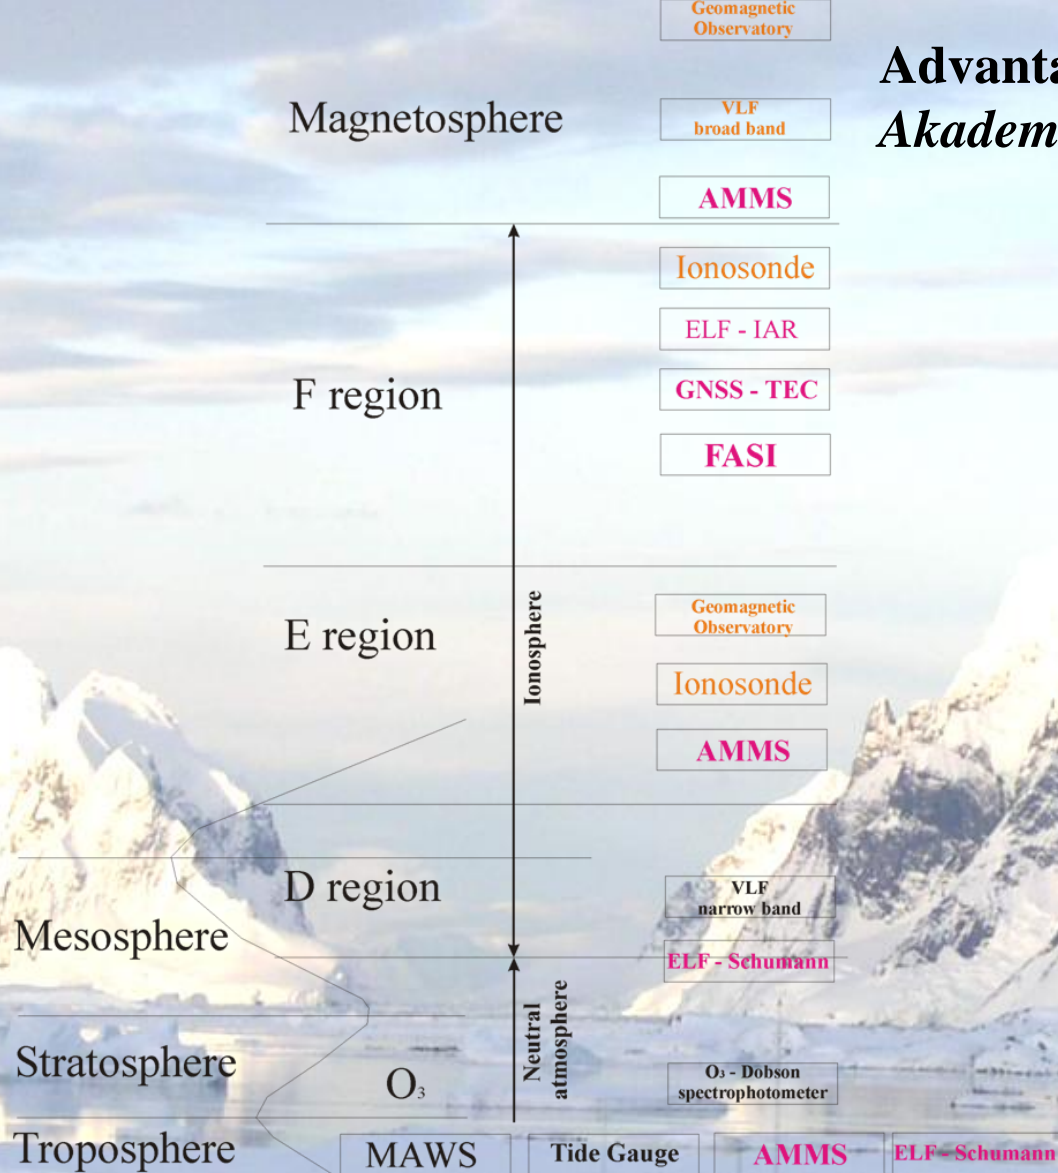 Geomagnetic
Observatory
Advanta
Akadem
Magnetosphere
VLF
broad band
AMMS
Ionosonde
ELF - IAR
F region
GNSS - TEC
FASI
Ionosphere
E region
Geomagnetic
Observatory
Ionosonde
AMMS
D region
VLF
narrow band
Mesosphere
ELF - Schumann
Neutral
atmosphere
Stratosphere
O₃
O₃ - Dobson
spectrophotometer
Troposphere
MAWS
Tide Gauge
AMMS
ELF - Schumann